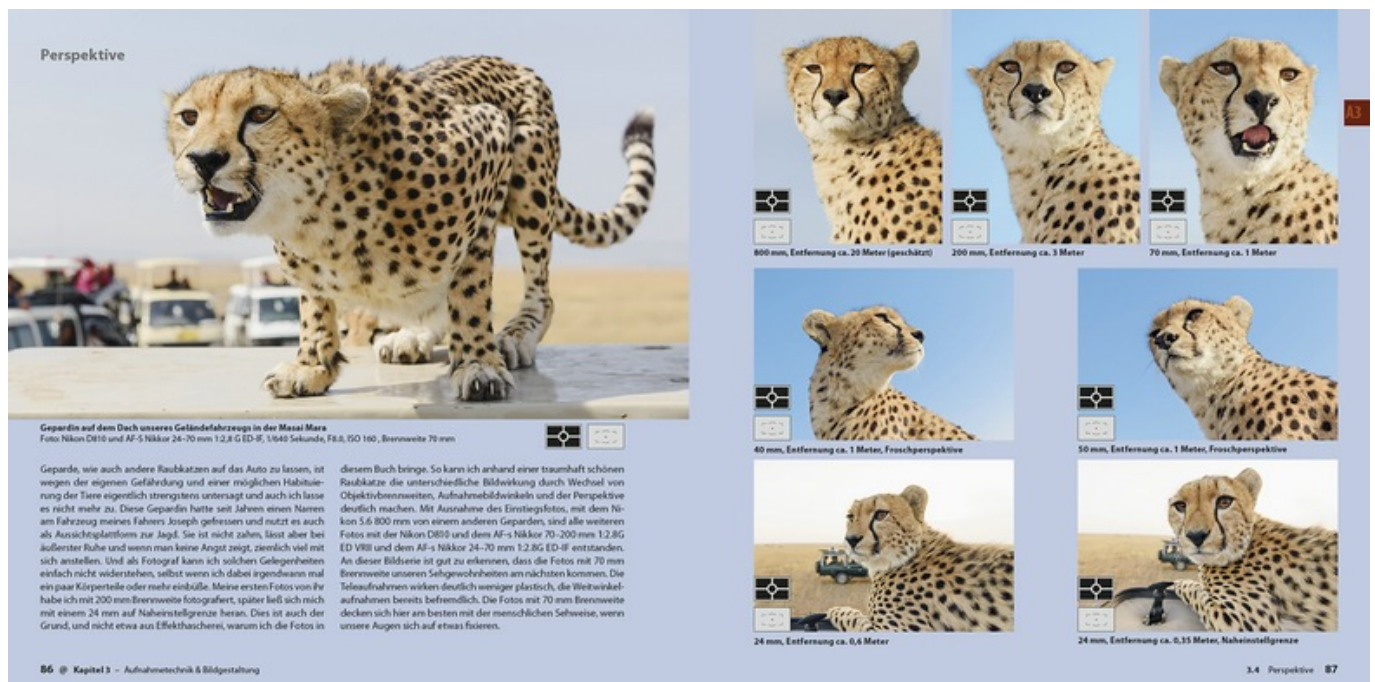 Perspektive
Gepardin auf dem Dach unseres Geländefahrzeugs in der Masai Mara
Foto: Nikon D810 und AF-S Nikkor 24–70 mm 1:2,8 G ED-IF, 1/640 Sekunde, F8.0, ISO 160 , Brennweite 70 mm
Geparde, wie auch andere Raubkatzen auf das Auto zu lassen, ist
wegen der eigenen Gefährdung und einer möglichen Habituie-
rung der Tiere eigentlich strengstens untersagt und auch ich lasse
es nicht mehr zu. Diese Gepardin hatte seit Jahren einen Narren
am Fahrzeug meines Fahrers Joseph gefressen und nutzt es auch
als Aussichtsplattform zur Jagd. Sie ist nicht zahm, lässt aber bei
äußerster Ruhe und wenn man keine Angst zeigt, ziemlich viel mit
sich anstellen. Und als Fotograf kann ich solchen Gelegenheiten
einfach nicht widerstehen, selbst wenn ich dabei irgendwann mal
ein paar Körperteile oder mehr einbüße. Meine ersten Fotos von ihr
habe ich mit 200 mm Brennweite fotografiert, später ließ sich mich
mit einem 24 mm auf Naheinstellgrenze heran. Dies ist auch der
Grund, und nicht etwa aus Effekthascherei, warum ich die Fotos in
diesem Buch bringe. So kann ich anhand einer traumhaft schönen
Raubkatze die unterschiedliche Bildwirkung durch Wechsel von
Objektivbrennweiten, Aufnahmebildwinkeln und der Perspektive
deutlich machen. Mit Ausnahme des Einstiegsfotos, mit dem Ni-
kon 5.6 800 mm von einem anderen Geparden, sind alle weiteren
Fotos mit der Nikon D810 und dem AF-s Nikkor 70–200 mm 1:2.8G
ED VRII und dem AF-s Nikkor 24–70 mm 1:2.8G ED-IF entstanden.
An dieser Bildserie ist gut zu erkennen, dass die Fotos mit 70 mm
Brennweite unseren Sehgewohnheiten am nächsten kommen. Die
Teleaufnahmen wirken deutlich weniger plastisch, die Weitwinkel-
aufnahmen bereits befremdlich. Die Fotos mit 70 mm Brennweite
decken sich hier am besten mit der menschlichen Sehweise, wenn
unsere Augen sich auf etwas fixieren.
86 @ Kapitel 3 – Aufnahmetechnik & Bildgestaltung
A3
800 mm, Entfernung ca. 20 Meter (geschätzt)
200 mm, Entfernung ca. 3 Meter
70 mm, Entfernung ca. 1 Meter
40 mm, Entfernung ca. 1 Meter, Froschperspektive
50 mm, Entfernung ca. 1 Meter, Froschperspektive
24 mm, Entfernung ca. 0,6 Meter
24 mm, Entfernung ca. 0,35 Meter, Naheinstellgrenze
3.4 Perspektive 87